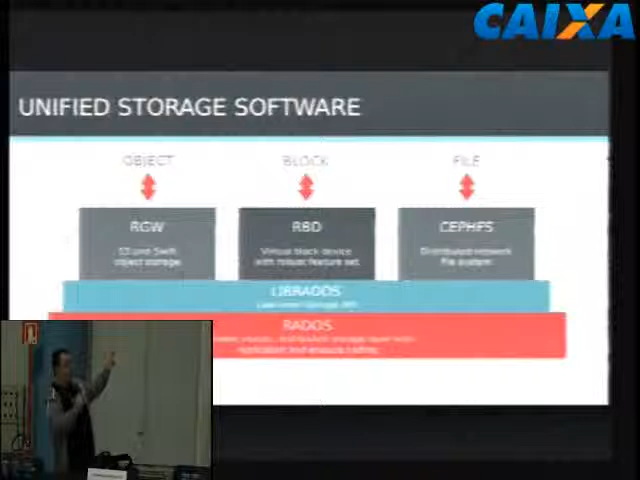 CAIXA
UNIFIED STORAGE SOFTWARE
OBJECT BLOCK FILE
RGW RBD CEPHFS
S3 and Swift Virtual block device Distributed network
object storage with robust feature set file system
LIBRADOS
RADOS